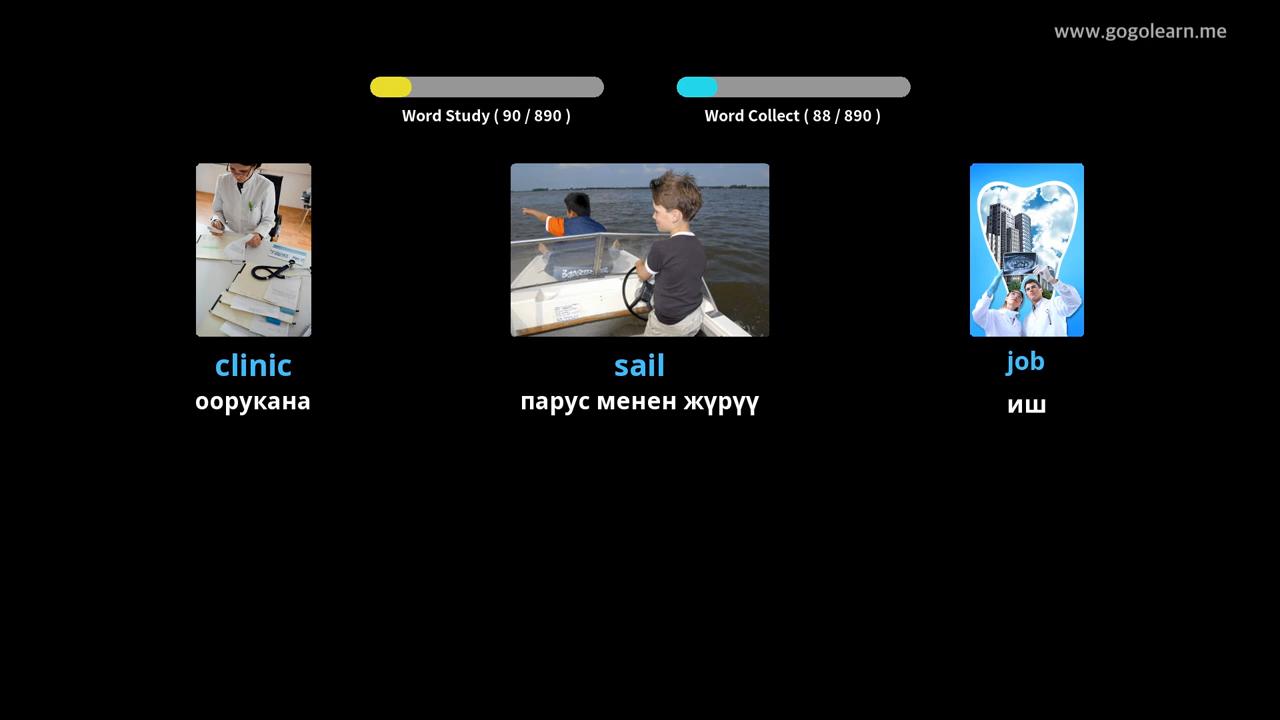 www.gogolearn.me
Word Study ( 90 / 890 )
Word Collect ( 88 / 890 )
clinic
оорукана
sail
парус менен жүрүү
job
иш